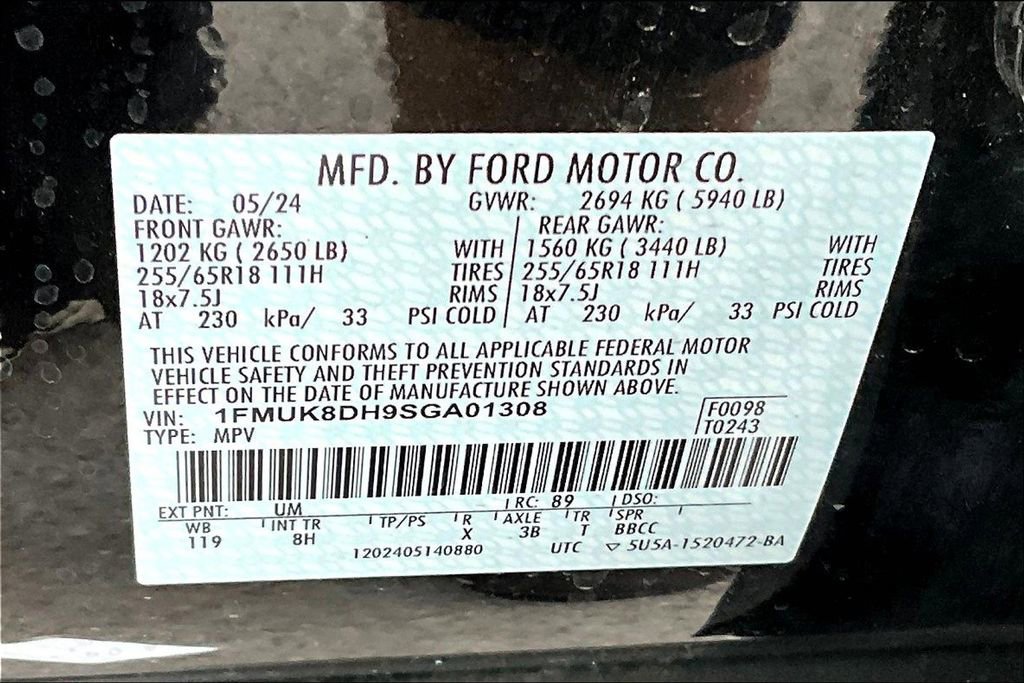 MFD. BY FORD MOTOR CO.
DATE: 05/24 GVWR: 2694 KG ( 5940 LB)
FRONT GAWR: REAR GAWR:
1202 KG ( 2650 LB) WITH 1560 KG ( 3440 LB) WITH
255/65R18 111H TIRES 255/65R18 111H TIRES
18x7.5J RIMS 18x7.5J RIMS
AT 230 kPa/ 33 PSI COLD AT 230 kPa/ 33 PSI COLD
THIS VEHICLE CONFORMS TO ALL APPLICABLE FEDERAL MOTOR
VEHICLE SAFETY AND THEFT PREVENTION STANDARDS IN
EFFECT ON THE DATE OF MANUFACTURE SHOWN ABOVE.
VIN: 1FMUK8DH9SGA01308 F0098
TYPE: MPV T0243
EXT PNT: UM RC: 89 DSO:
WB INT TR TP/PS R AXLE TR SPR
119 8H X 3B T BBCC
1202405140880 UTC ▽ 5U5A-1520472-BA